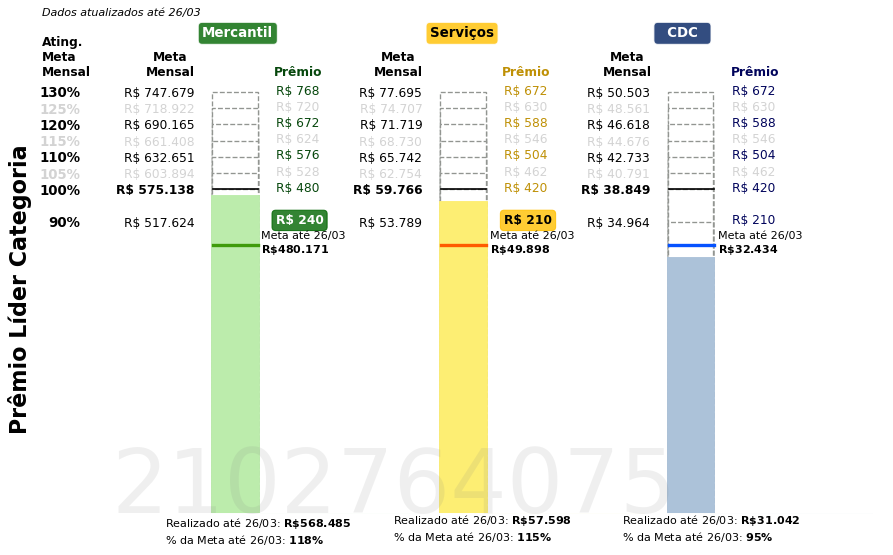 Dados atualizados até 26/03
Mercantil Serviços CDC
Ating. Meta Mensal
Meta Mensal Prêmio Meta Mensal Prêmio Meta Mensal Prêmio
130% R$ 747.679 R$ 768 R$ 77.695 R$ 672 R$ 50.503 R$ 672
125% R$ 718.922 R$ 720 R$ 74.707 R$ 630 R$ 48.561 R$ 630
120% R$ 690.165 R$ 672 R$ 71.719 R$ 588 R$ 46.618 R$ 588
115% R$ 661.408 R$ 624 R$ 68.730 R$ 546 R$ 44.676 R$ 546
110% R$ 632.651 R$ 576 R$ 65.742 R$ 504 R$ 42.733 R$ 504
105% R$ 603.894 R$ 528 R$ 62.754 R$ 462 R$ 40.791 R$ 462
100% R$ 575.138 R$ 480 R$ 59.766 R$ 420 R$ 38.849 R$ 420
90% R$ 517.624 R$ 240 R$ 53.789 R$ 210 R$ 34.964 R$ 210
Meta até 26/03 Meta até 26/03 Meta até 26/03
R$480.171 R$49.898 R$32.434
Prêmio Líder Categoria
2102764075
Realizado até 26/03: R$568.485 Realizado até 26/03: R$57.598 Realizado até 26/03: R$31.042
% da Meta até 26/03: 118% % da Meta até 26/03: 115% % da Meta até 26/03: 95%